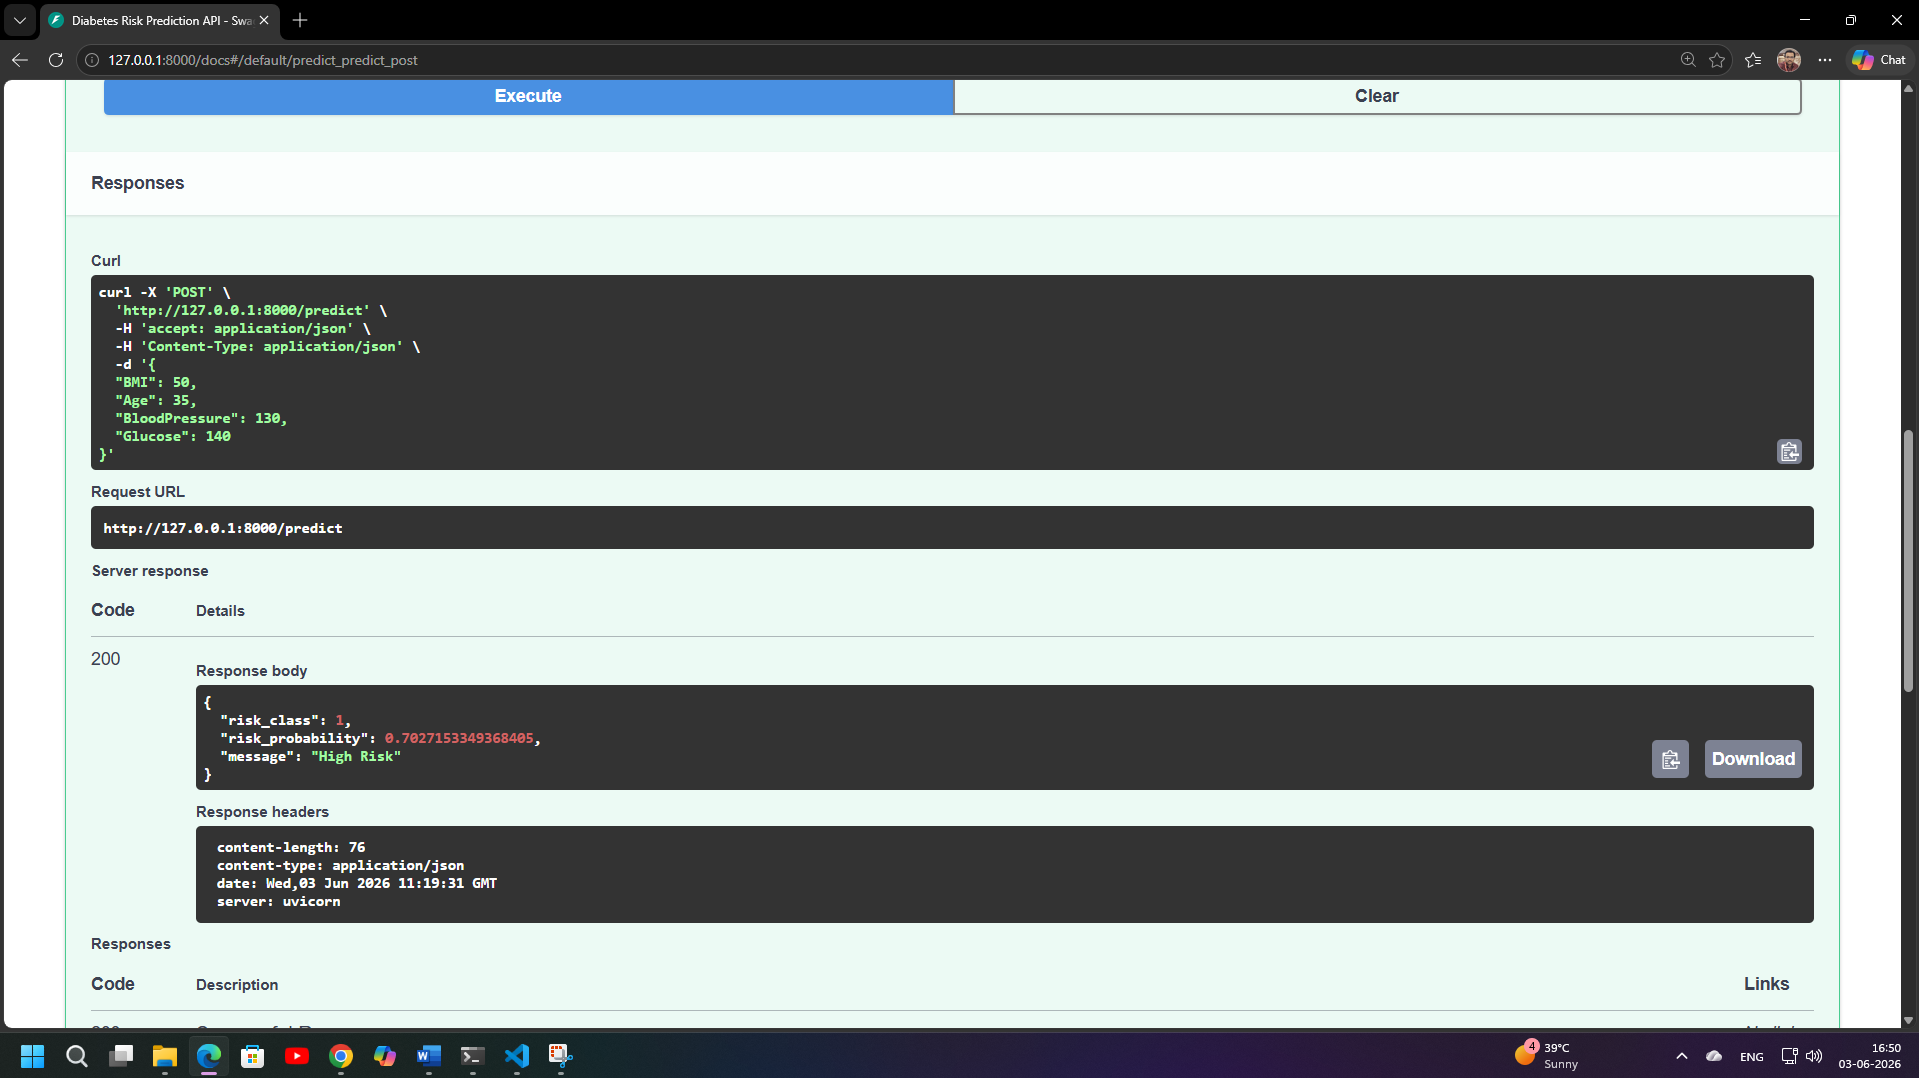 Diabetes Risk Prediction API - Swa
127.0.0.1:8000/docs#/default/predict_predict_post
Chat
Execute
Clear
Responses
Curl
curl -X 'POST' \
'http://127.0.0.1:8000/predict' \
-H 'accept: application/json' \
-H 'Content-Type: application/json' \
-d '{
"BMI": 50,
"Age": 35,
"BloodPressure": 130,
"Glucose": 140
}'
Request URL
http://127.0.0.1:8000/predict
Server response
Code
Details
200
Response body
{
"risk_class": 1,
"risk_probability": 0.7027153349368405,
"message": "High Risk"
}
Download
Response headers
content-length: 76
content-type: application/json
date: Wed,03 Jun 2026 11:19:31 GMT
server: uvicorn
Responses
Code
Description
Links
4
39°C
Sunny
ENG
16:50
03-06-2026